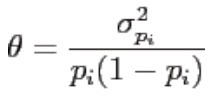 θ = σ²_{p_i} / p_i(1 − p_i)